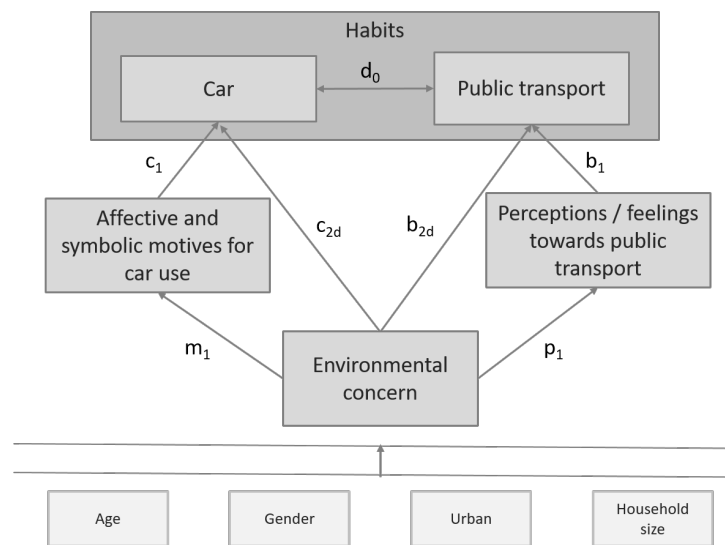 Habits
Car
d₀
Public transport
c₁
b₁
Affective and
symbolic motives for
car use
c₂d
b₂d
Perceptions / feelings
towards public
transport
m₁
Environmental
concern
p₁
Age
Gender
Urban
Household
size